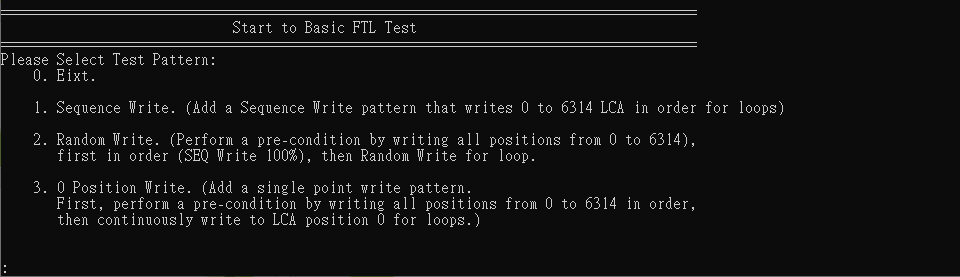 Start to Basic FTL Test
Please Select Test Pattern:
0. Eixt.
1. Sequence Write. (Add a Sequence Write pattern that writes 0 to 6314 LCA in order for loops)
2. Random Write. (Perform a pre-condition by writing all positions from 0 to 6314),
first in order (SEQ Write 100%), then Random Write for loop.
3. 0 Position Write. (Add a single point write pattern.
First, perform a pre-condition by writing all positions from 0 to 6314 in order,
then continuously write to LCA position 0 for loops.)
: